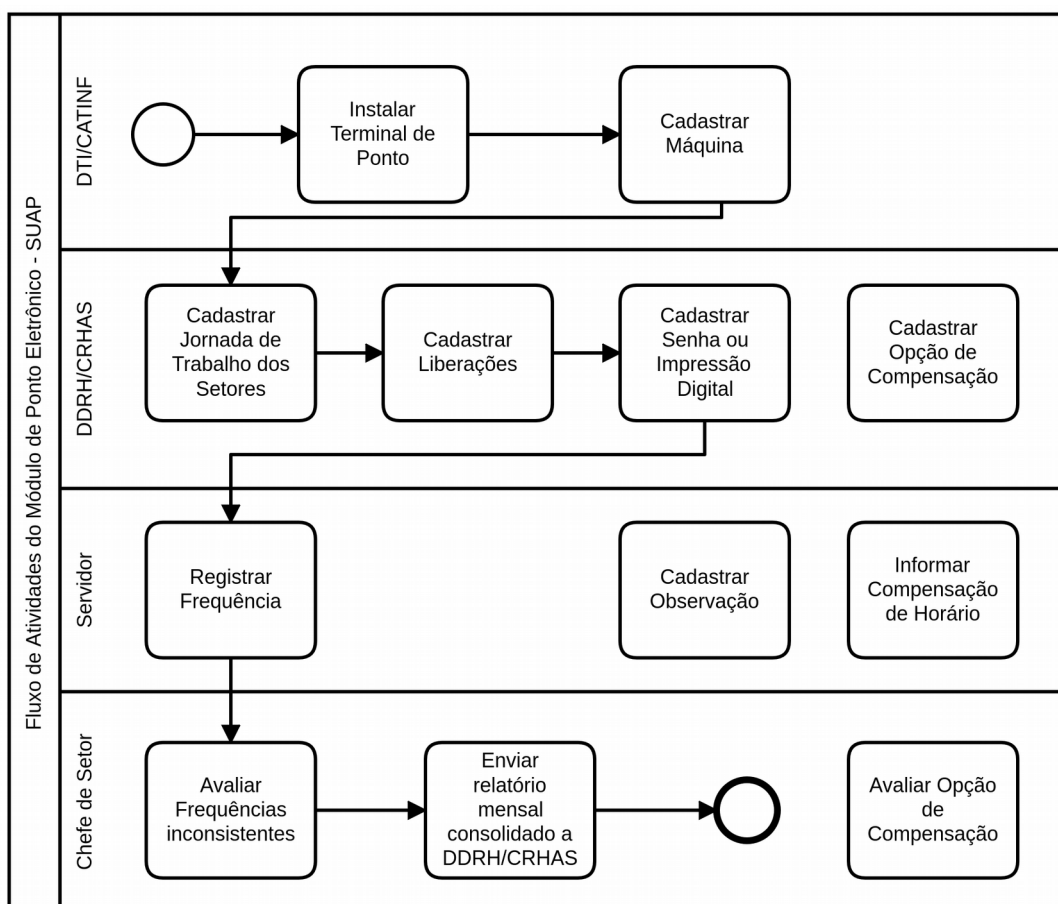 Fluxo de Atividades do Módulo de Ponto Eletrônico - SUAP
DTI/CATINF
Instalar
Terminal de
Ponto
Cadastrar
Máquina
DDRH/CRHAS
Cadastrar
Jornada de
Trabalho dos
Setores
Cadastrar
Liberações
Cadastrar
Senha ou
Impressão
Digital
Cadastrar
Opção de
Compensação
Servidor
Registrar
Frequência
Cadastrar
Observação
Informar
Compensação
de Horário
Chefe de Setor
Avaliar
Frequências
inconsistentes
Enviar
relatório
mensal
consolidado a
DDRH/CRHAS
Avaliar Opção
de
Compensação